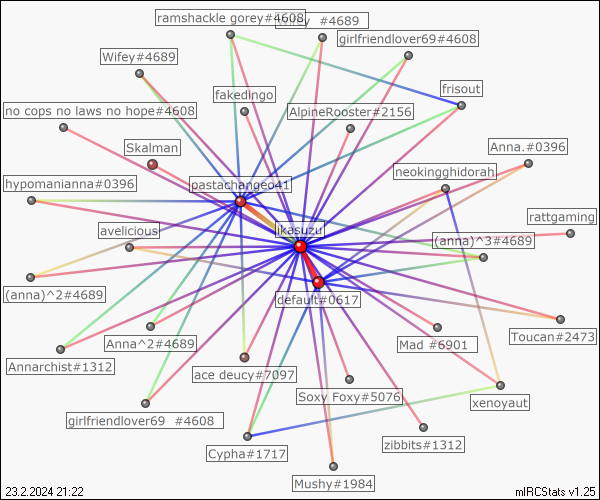 ramshackle gorey#4608
Wifey  #4689
girlfriendlover69#4608
Wifey#4689
frisout
fakedingo
no cops no laws no hope#4608
AlpineRooster#2156
Skalman
Anna.#0396
neokingghidorah
hypomanianna#0396
pastachangeo41
rattgaming
avelicious
ikasuzu
(anna)^3#4689
(anna)^2#4689
default#0617
Toucan#2473
Anna^2#4689
Mad #6901
Annarchist#1312
ace deucy#7097
Soxy Foxy#5076
xenoyaut
girlfriendlover69  #4608
zibbits#1312
Cypha#1717
Mushy#1984
23.2.2024 21:22
mIRCStats v1.25